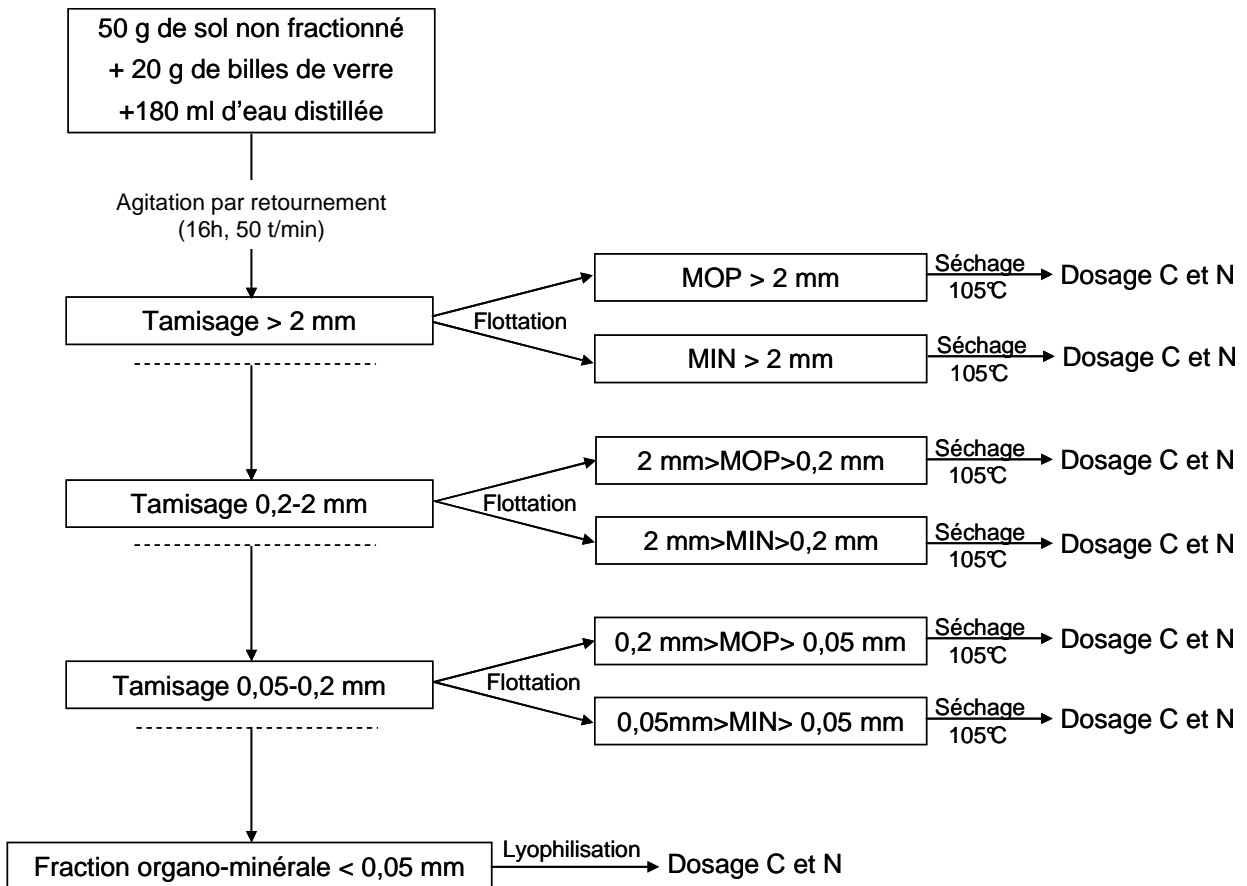 50 g de sol non fractionné
+ 20 g de billes de verre
+180 ml d'eau distillée
Agitation par retournement
(16h, 50 t/min)
Tamisage > 2 mm
Flottation
MOP > 2 mm
Séchage
105℃
Dosage C et N
MIN > 2 mm
Séchage
105℃
Dosage C et N
Tamisage 0,2-2 mm
Flottation
2 mm>MOP>0,2 mm
Séchage
105℃
Dosage C et N
2 mm>MIN>0,2 mm
Séchage
105℃
Dosage C et N
Tamisage 0,05-0,2 mm
Flottation
0,2 mm>MOP> 0,05 mm
Séchage
105℃
Dosage C et N
0,05mm>MIN> 0,05 mm
Séchage
105℃
Dosage C et N
Fraction organo-minérale < 0,05 mm
Lyophilisation
Dosage C et N